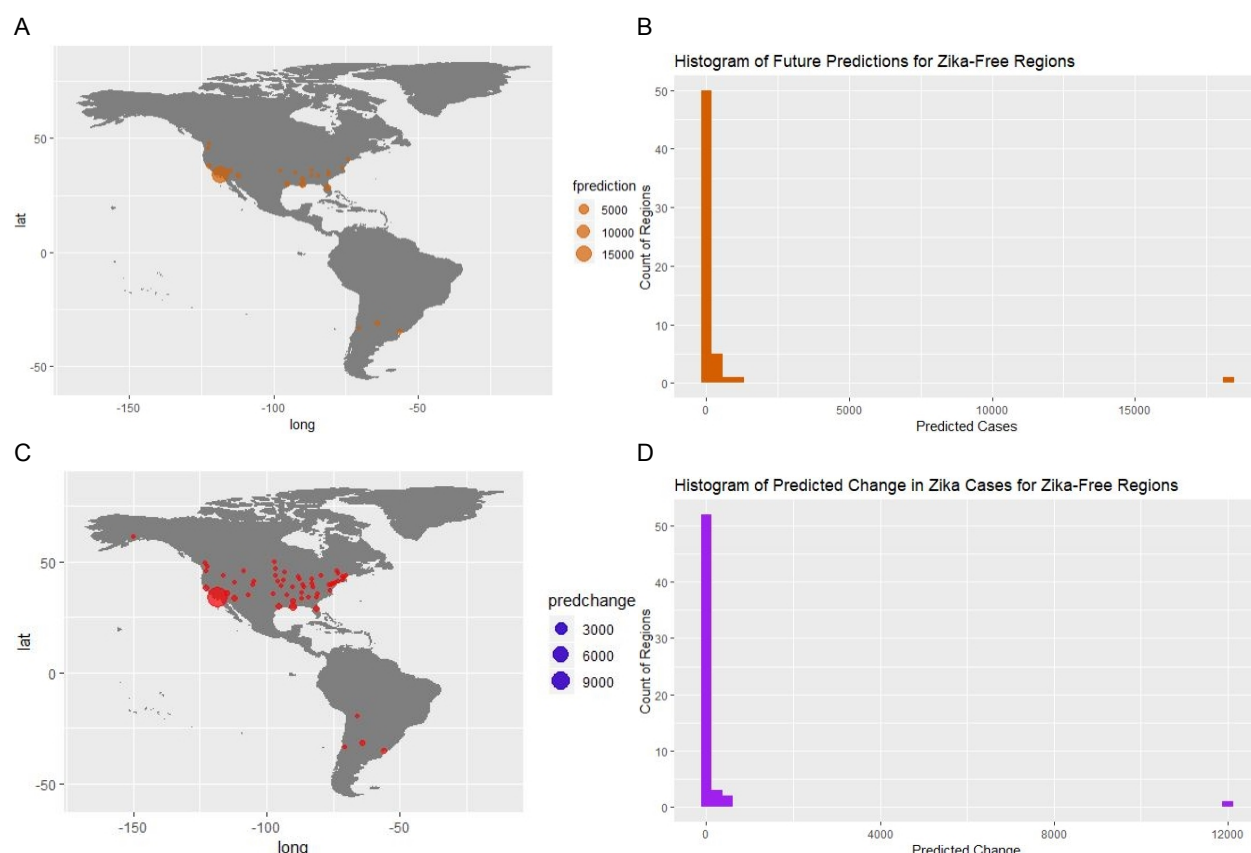 A
50
0
-50
lat
-150
-100
-50
long
fprediction
5000
10000
15000
B
Histogram of Future Predictions for Zika-Free Regions
50
40
30
20
10
0
Count of Regions
0
5000
10000
15000
Predicted Cases
C
50
0
-50
lat
-150
-100
-50
long
predchange
3000
6000
9000
D
Histogram of Predicted Change in Zika Cases for Zika-Free Regions
50
40
30
20
10
0
Count of Regions
0
4000
8000
12000
Predicted Change